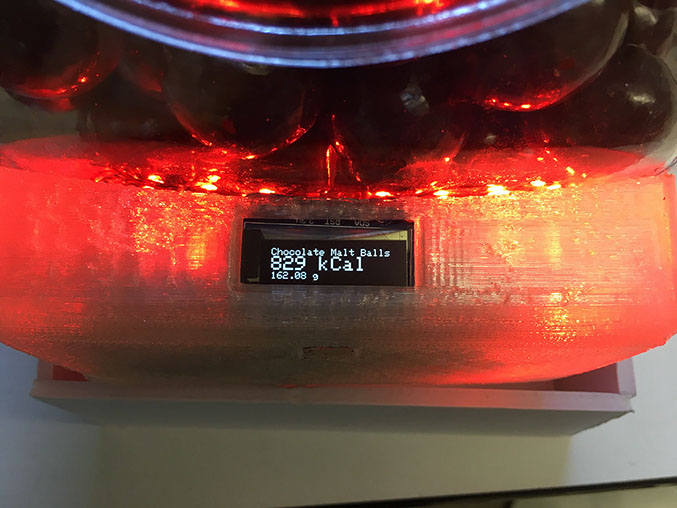 Chocolate Malt Balls
829 kCal
162.08 g